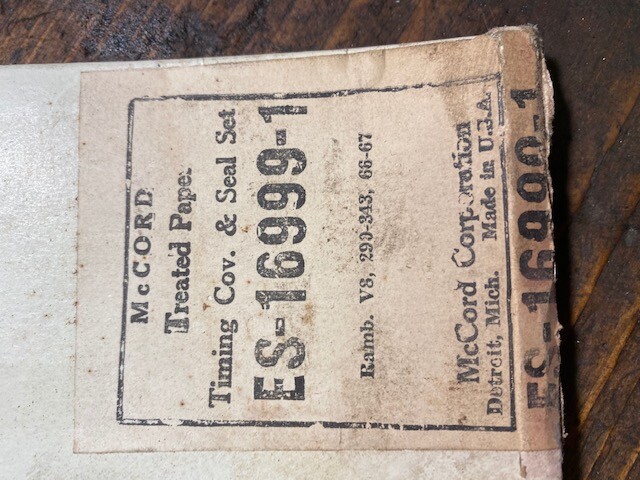 McCORD
Treated Paper
Timing Cov. & Seal Set
ES-16999-1
Ramb. V8, 290-343, 66-67
McCord Corporation
Detroit, Mich. Made in U.S.A.
ES-16999-1